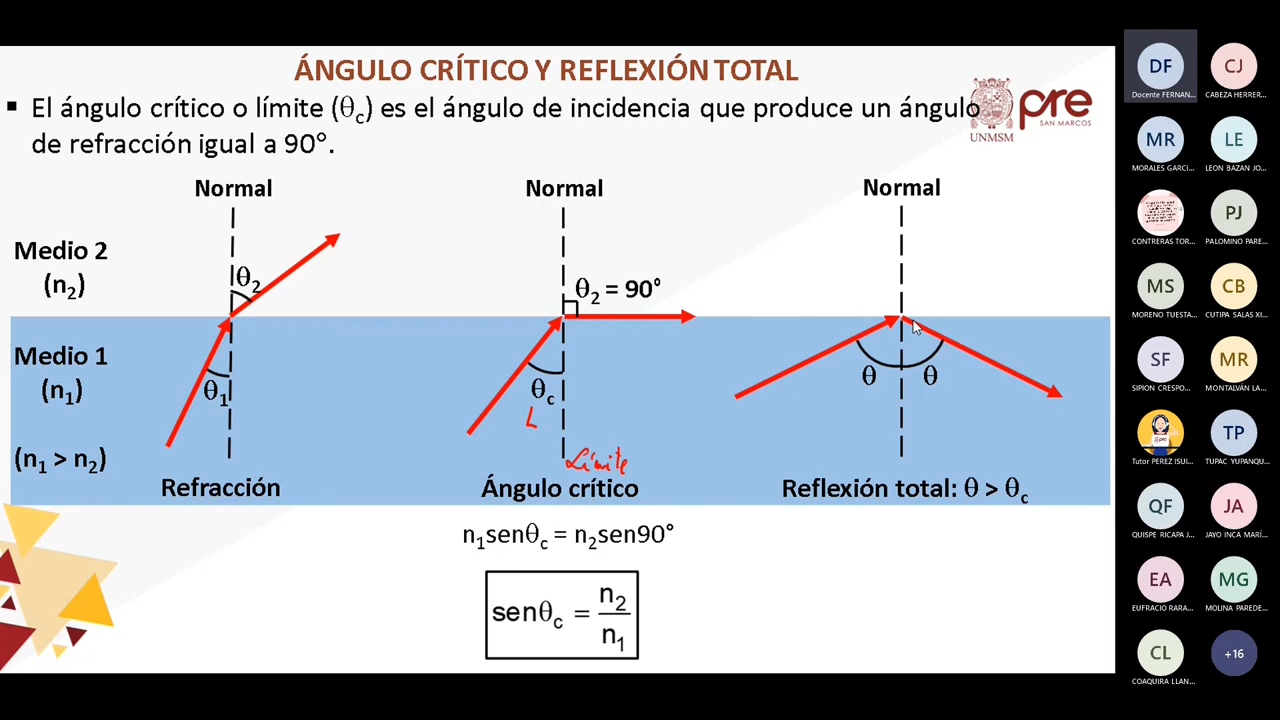 ÁNGULO CRÍTICO Y REFLEXIÓN TOTAL
▪ El ángulo crítico o límite (θc) es el ángulo de incidencia que produce un ángulo
de refracción igual a 90°.
UNMSM
pre
SAN MARCOS
Normal
Normal
Normal
Medio 2
(n₂)
θ₂
θ₂ = 90°
Medio 1
(n₁)
θ₁
θc
θ
θ
L
(n₁ > n₂)
Límite
Refracción
Ángulo crítico
Reflexión total: θ > θc
n₁senθc = n₂sen90°
senθc = n₂/n₁
DF
Docente FERNAN...
CJ
CABEZA HERRER...
MR
MORALES GARCI...
LE
LEON BAZAN JO...
CONTRERAS TOR...
PJ
PALOMINO PARE...
MS
MORENO TUESTA...
CB
CUTIPA SALAS XI...
SF
SIPION CRESPO...
MR
MONTALVÁN LA...
Tutor PEREZ ISUI...
TP
TUPAC YUPANQU...
QF
QUISPE RICAPA J...
JA
JAYO INCA MARÍ...
EA
EUFRACIO RARA...
MG
MOLINA PAREDE...
CL
COAQUIRA LLAN...
+16